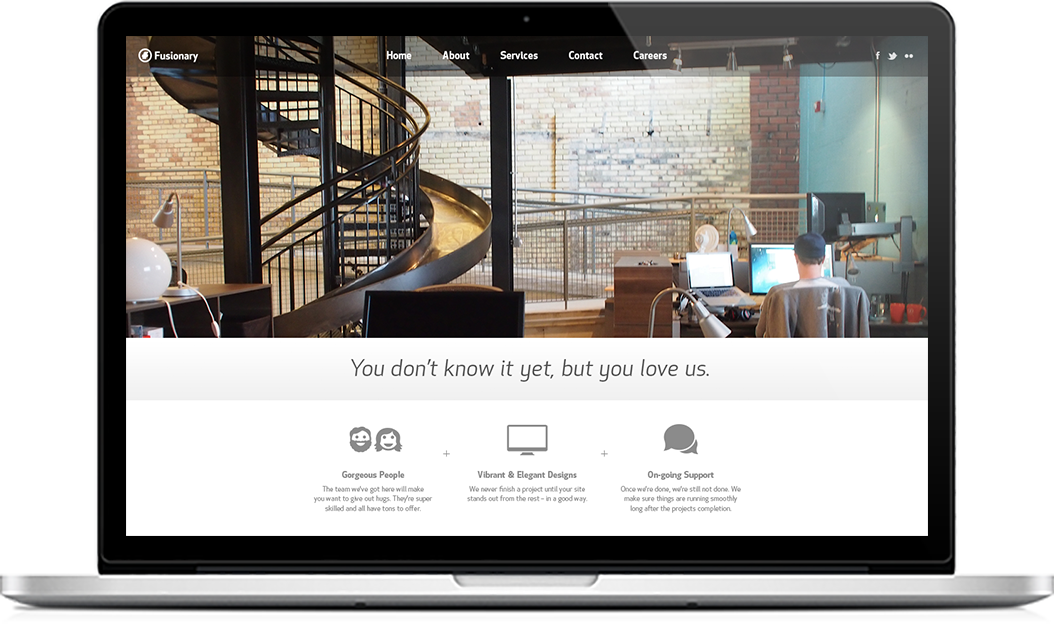 Fusionary
Home About Services Contact Careers
You don't know it yet, but you love us.
Gorgeous People
The team we've got here will make
you want to give out hugs. They're super
skilled and all have tons to offer.
Vibrant & Elegant Designs
We never finish a project until your site
stands out from the rest - in a good way.
On-going Support
Once we're done, we're still not done. We
make sure things are running smoothly
long after the projects completion.